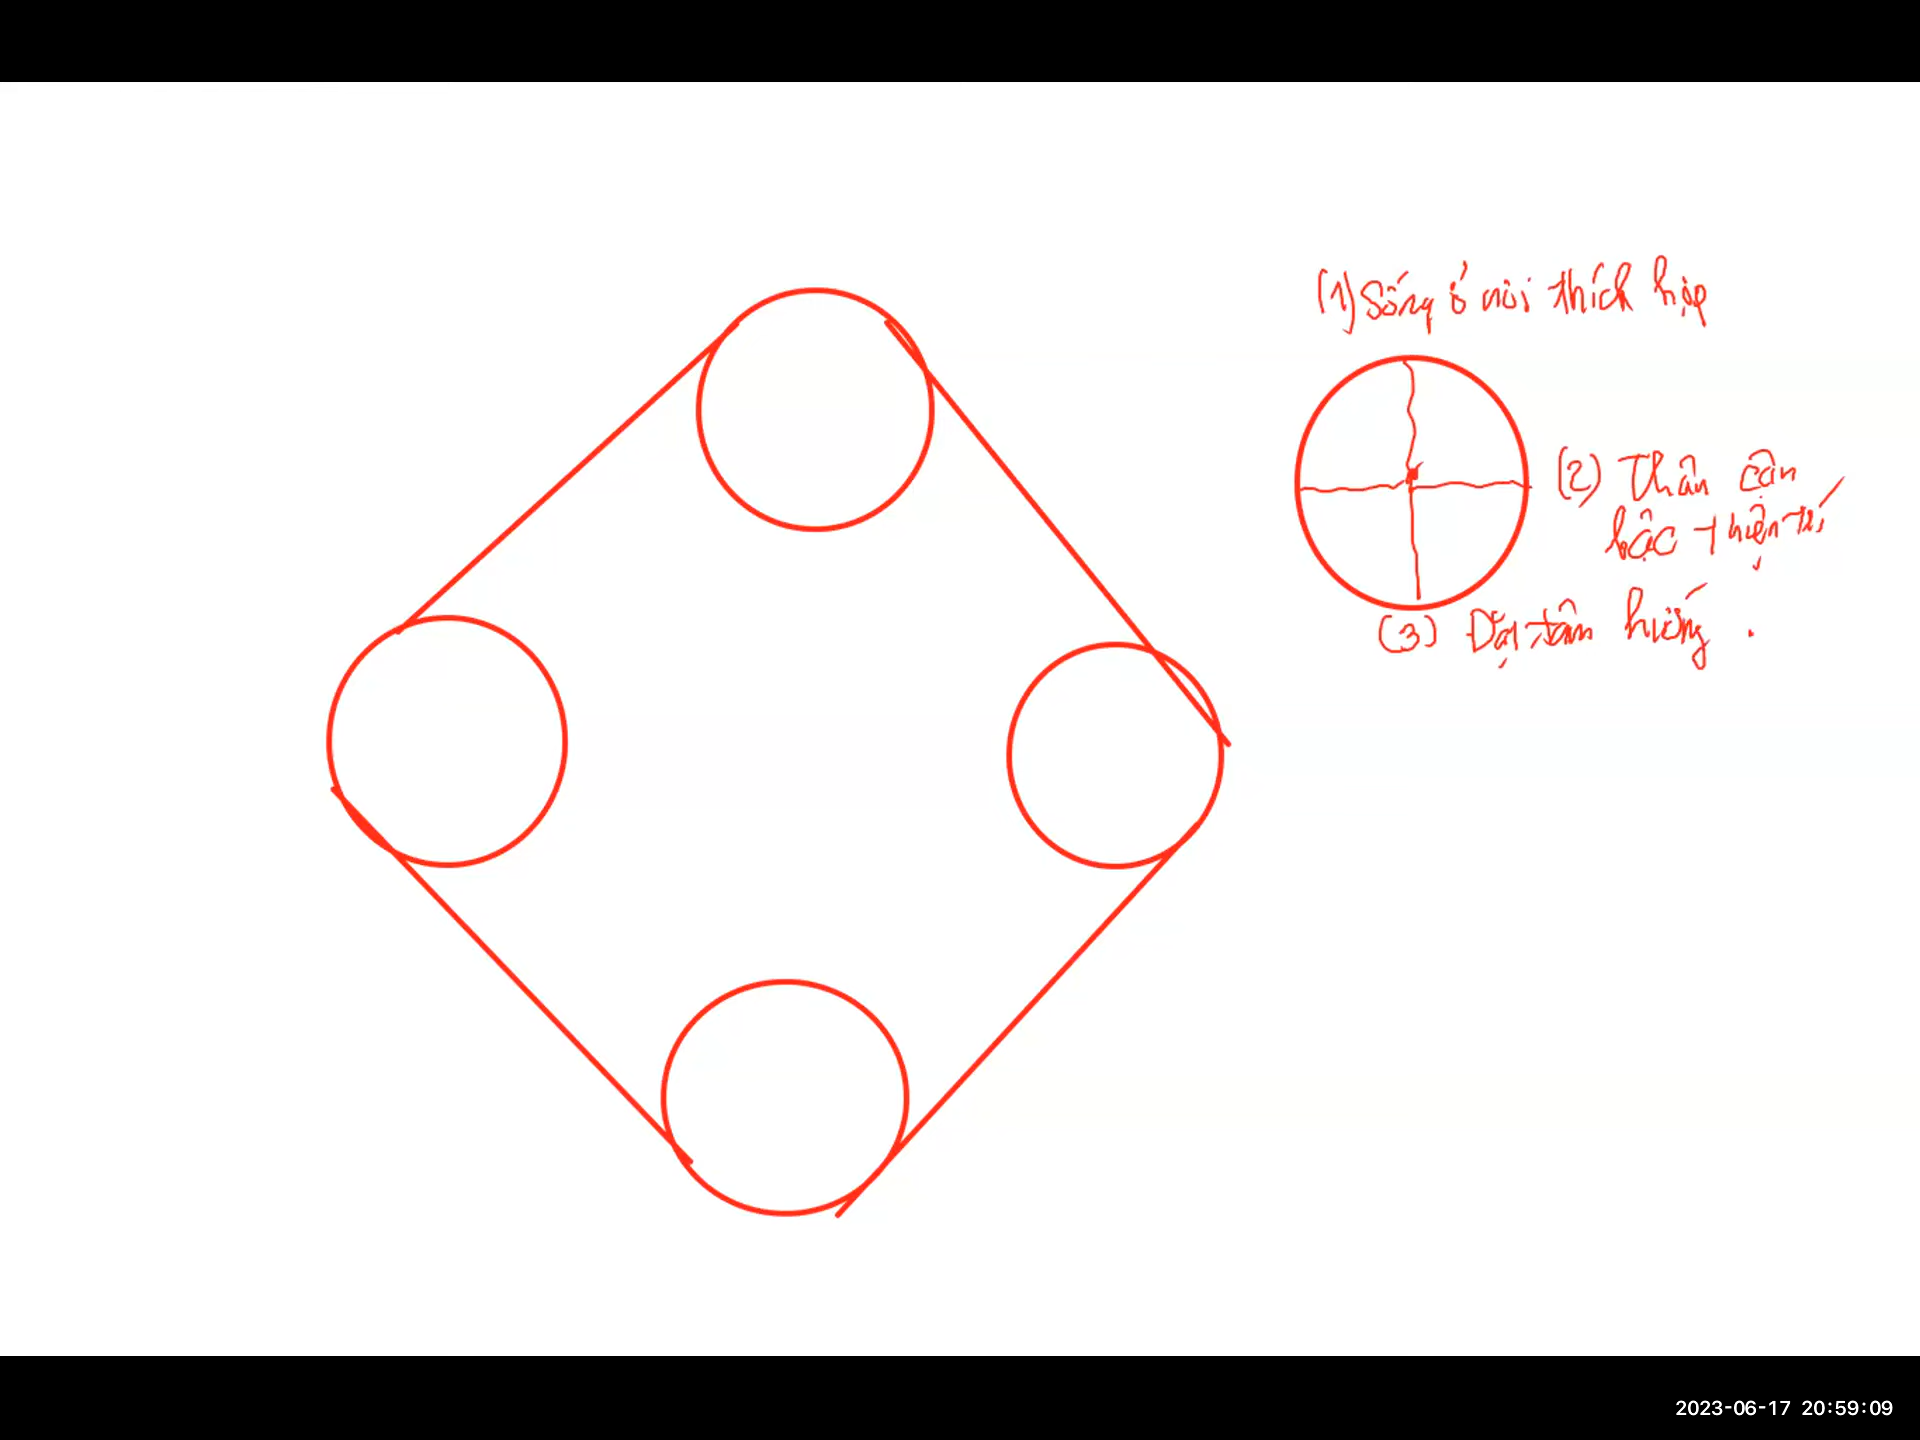 (1) Sống ở nơi thích hợp
(2) Thân cận
bậc thiện trí
(3) Đặt tâm hướng
2023-06-17 20:59:09